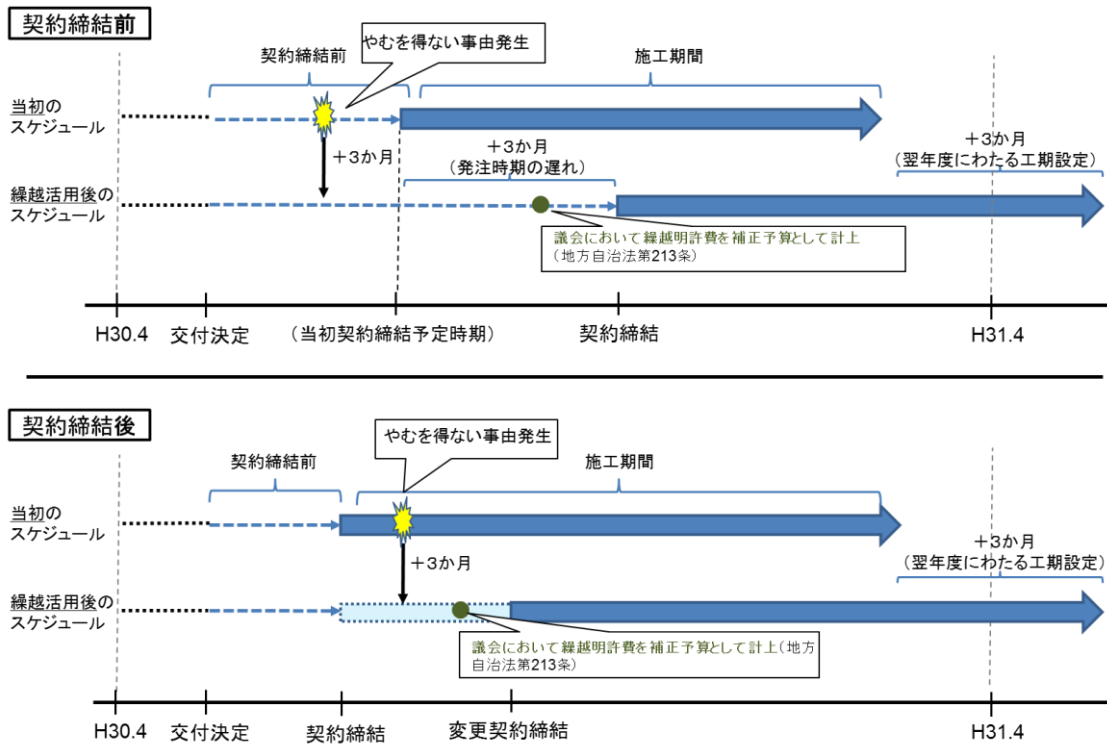 契約締結前
やむを得ない事由発生
契約締結前
施工期間
当初の
スケジュール
+3か月
+3か月
(発注時期の遅れ)
+3か月
(翌年度にわたる工期設定)
繰越活用後の
スケジュール
議会において繰越明許費を補正予算として計上
(地方自治法第213条)
H30.4
交付決定
(当初契約締結予定時期)
契約締結
H31.4
契約締結後
やむを得ない事由発生
契約締結前
施工期間
当初の
スケジュール
+3か月
+3か月
(翌年度にわたる工期設定)
繰越活用後の
スケジュール
議会において繰越明許費を補正予算として計上(地方
自治法第213条)
H30.4
交付決定
契約締結
変更契約締結
H31.4